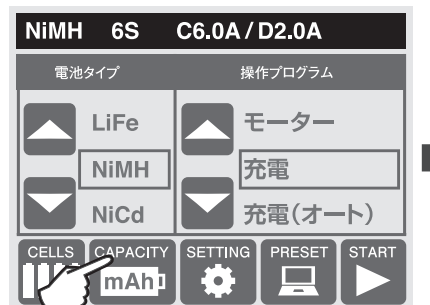 NiMH 6S C6.0A / D2.0A
電池タイプ 操作プログラム
LiFe モーター
NiMH 充電
NiCd 充電(オート)
CELLS CAPACITY SETTING PRESET START
mAh